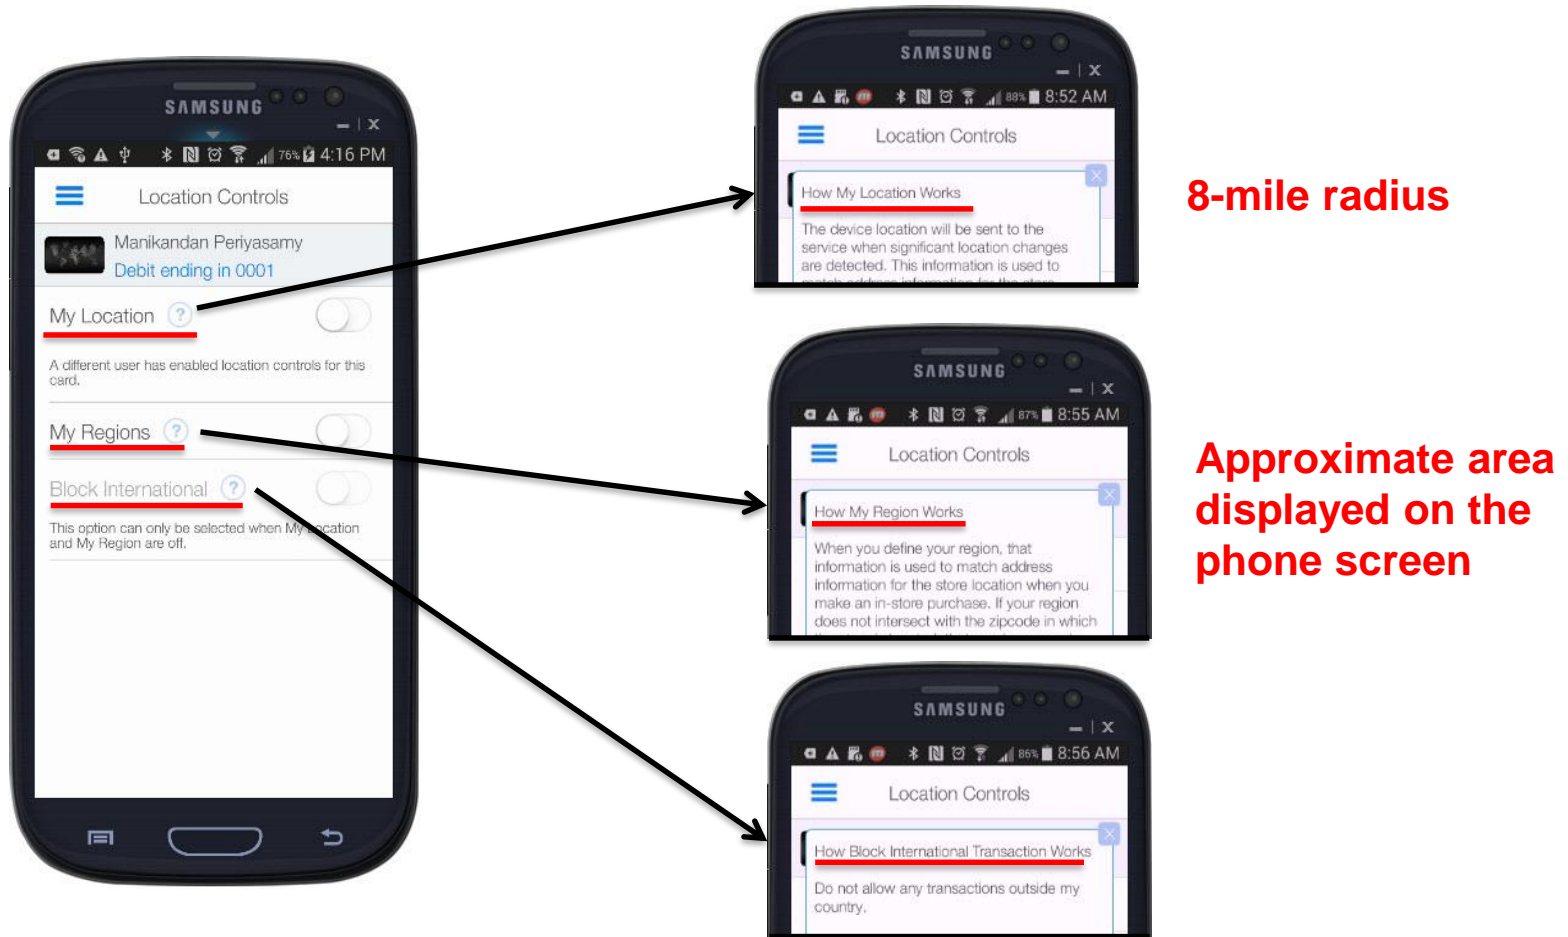 SAMSUNG
76% 4:16 PM
Location Controls
Manikandan Periyasamy
Debit ending in 0001
My Location ?
A different user has enabled location controls for this
card.
My Regions ?
Block International ?
This option can only be selected when My Location
and My Region are off.
SAMSUNG
88% 8:52 AM
Location Controls
How My Location Works
The device location will be sent to the
service when significant location changes
are detected. This information is used to
match address information for the store
8-mile radius
SAMSUNG
87% 8:55 AM
Location Controls
How My Region Works
When you define your region, that
information is used to match address
information for the store location when you
make an in-store purchase. If your region
does not intersect with the zipcode in which
Approximate area
displayed on the
phone screen
SAMSUNG
86% 8:56 AM
Location Controls
How Block International Transaction Works
Do not allow any transactions outside my
country.